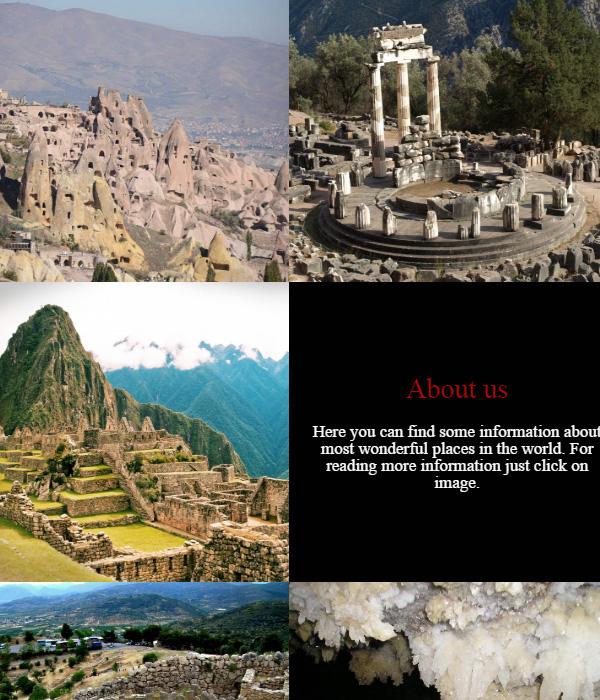 About us
Here you can find some information about
most wonderful places in the world. For
reading more information just click on
image.